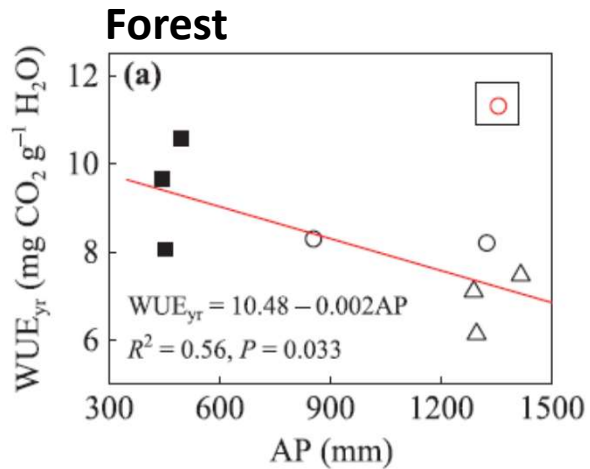 Forest
(a)
WUEyr (mg CO2 g–1 H2O)
12
10
8
6
WUEyr = 10.48 – 0.002AP
R2 = 0.56, P = 0.033
300 600 900 1200 1500
AP (mm)